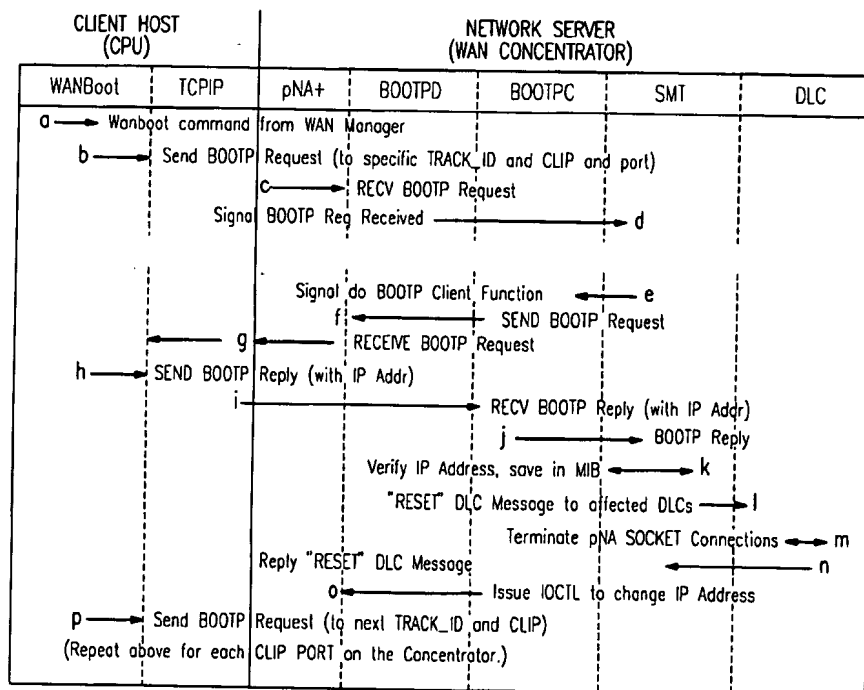 CLIENT HOST
(CPU)
NETWORK SERVER
(WAN CONCENTRATOR)
WANBoot TCPIP pNA+ BOOTPD BOOTPC SMT DLC
a Wanboot command from WAN Manager
b Send BOOTP Request (to specific TRACK_ID and CLIP and port)
c RECV BOOTP Request
Signal BOOTP Req Received d
Signal do BOOTP Client Function e
f SEND BOOTP Request
g RECEIVE BOOTP Request
h SEND BOOTP Reply (with IP Addr)
i RECV BOOTP Reply (with IP Addr)
j BOOTP Reply
Verify IP Address, save in MIB k
"RESET" DLC Message to affected DLCs l
Terminate pNA SOCKET Connections m
Reply "RESET" DLC Message n
o Issue IOCTL to change IP Address
p Send BOOTP Request (to next TRACK_ID and CLIP)
(Repeat above for each CLIP PORT on the Concentrator.)